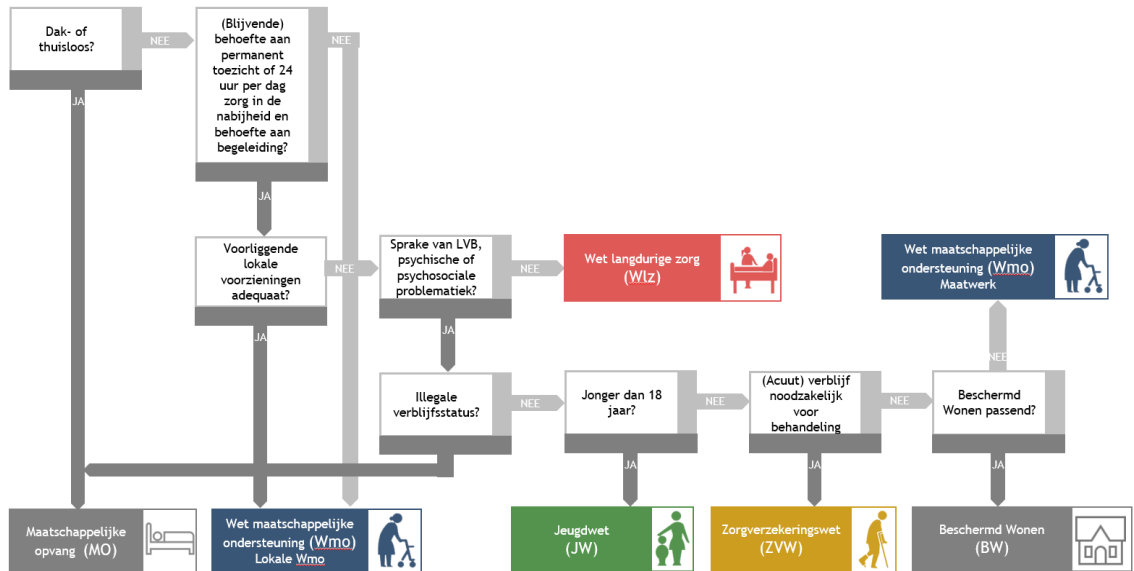 Dak- of
thuisloos?
NEE
JA
(Blijvende)
behoefte aan
permanent
toezicht of 24
uur per dag
zorg in de
nabijheid en
behoefte aan
begeleiding?
NEE
JA
Voorliggende
lokale
voorzieningen
adequaat?
NEE
JA
Sprake van LVB,
psychische of
psychosociale
problematiek?
NEE
JA
Wet langdurige zorg
(Wlz)
Wet maatschappelijke
ondersteuning (Wmo)
Maatwerk
Illegale
verblijfsstatus?
NEE
Jonger dan 18
jaar?
NEE
JA
(Acuut) verblijf
noodzakelijk
voor
behandeling
NEE
JA
Beschermd
Wonen passend?
NEE
JA
Maatschappelijke
opvang (MO)
Wet maatschappelijke
ondersteuning (Wmo)
Lokale Wmo
Jeugdwet
(JW)
Zorgverzekeringswet
(ZVW)
Beschermd Wonen
(BW)